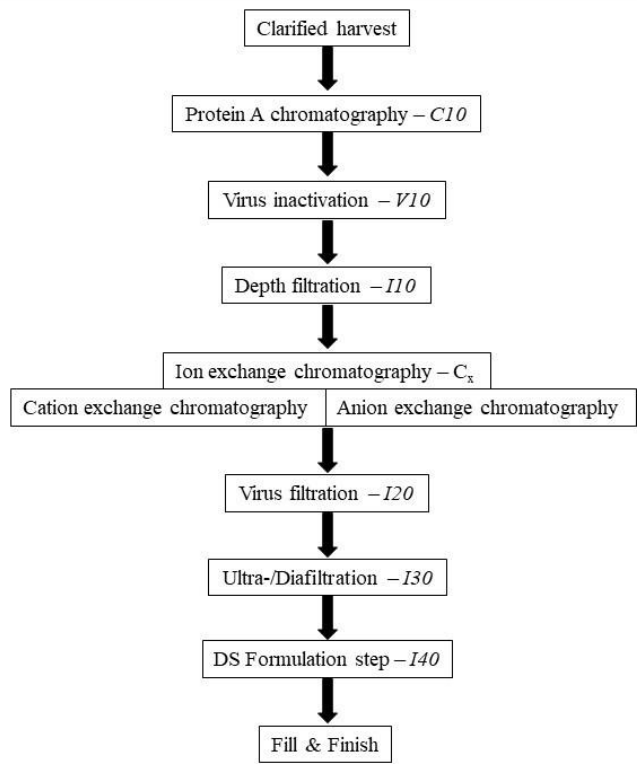 Clarified harvest
Protein A chromatography – C10
Virus inactivation – V10
Depth filtration – I10
Ion exchange chromatography – Cx
Cation exchange chromatography
Anion exchange chromatography
Virus filtration – I20
Ultra-/Diafiltration – I30
DS Formulation step – I40
Fill & Finish